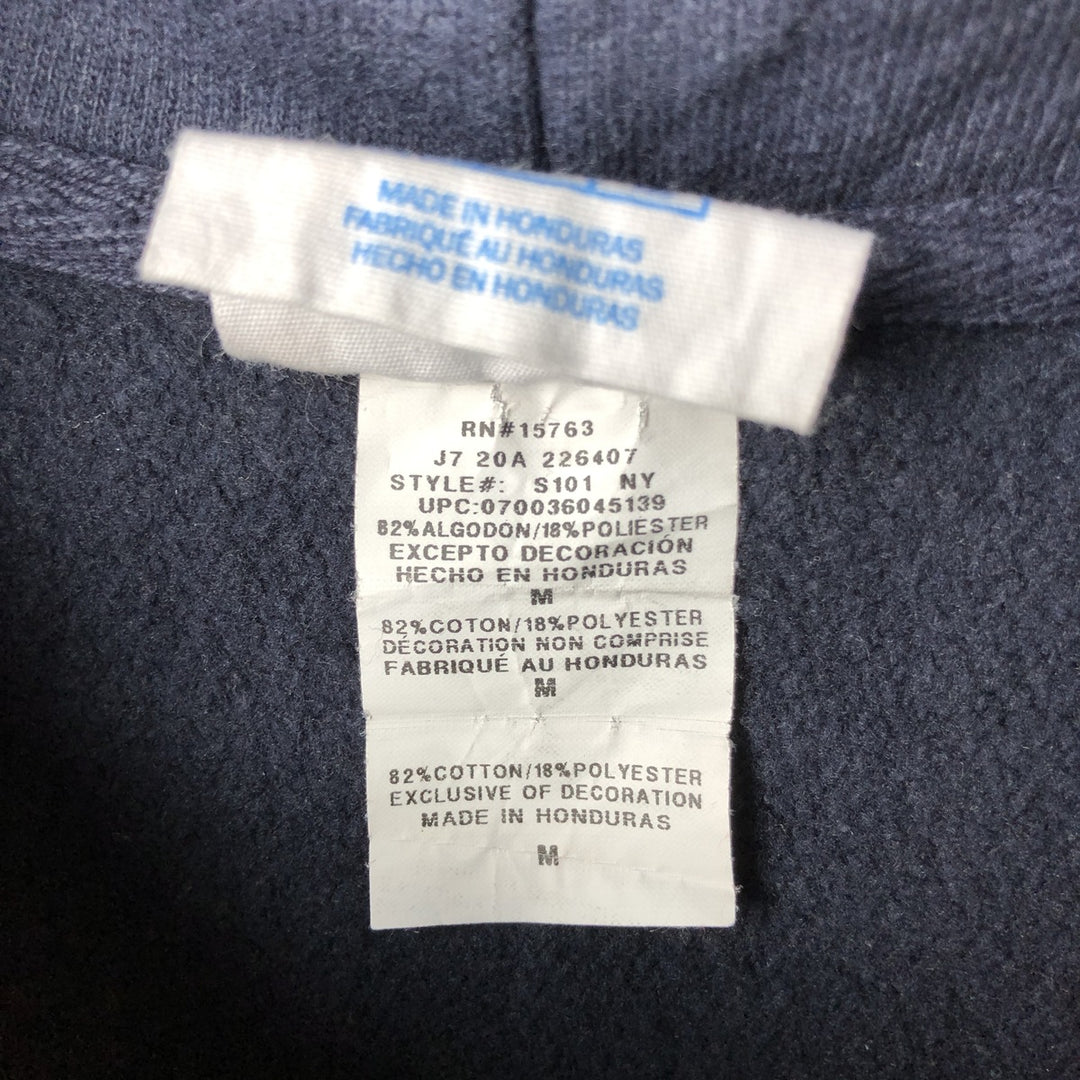 MADE IN HONDURAS
FABRIQUÉ AU HONDURAS
HECHO EN HONDURAS
RN#15763
J7 20A 226407
STYLE#: S101 NY
UPC:070036045139
82%ALGODON/18%POLIÉSTER
EXCEPTO DECORACIÓN
HECHO EN HONDURAS
M
82%COTON/18%POLYESTER
DÉCORATION NON COMPRISE
FABRIQUÉ AU HONDURAS
M
82%COTTON/18%POLYESTER
EXCLUSIVE OF DECORATION
MADE IN HONDURAS
M